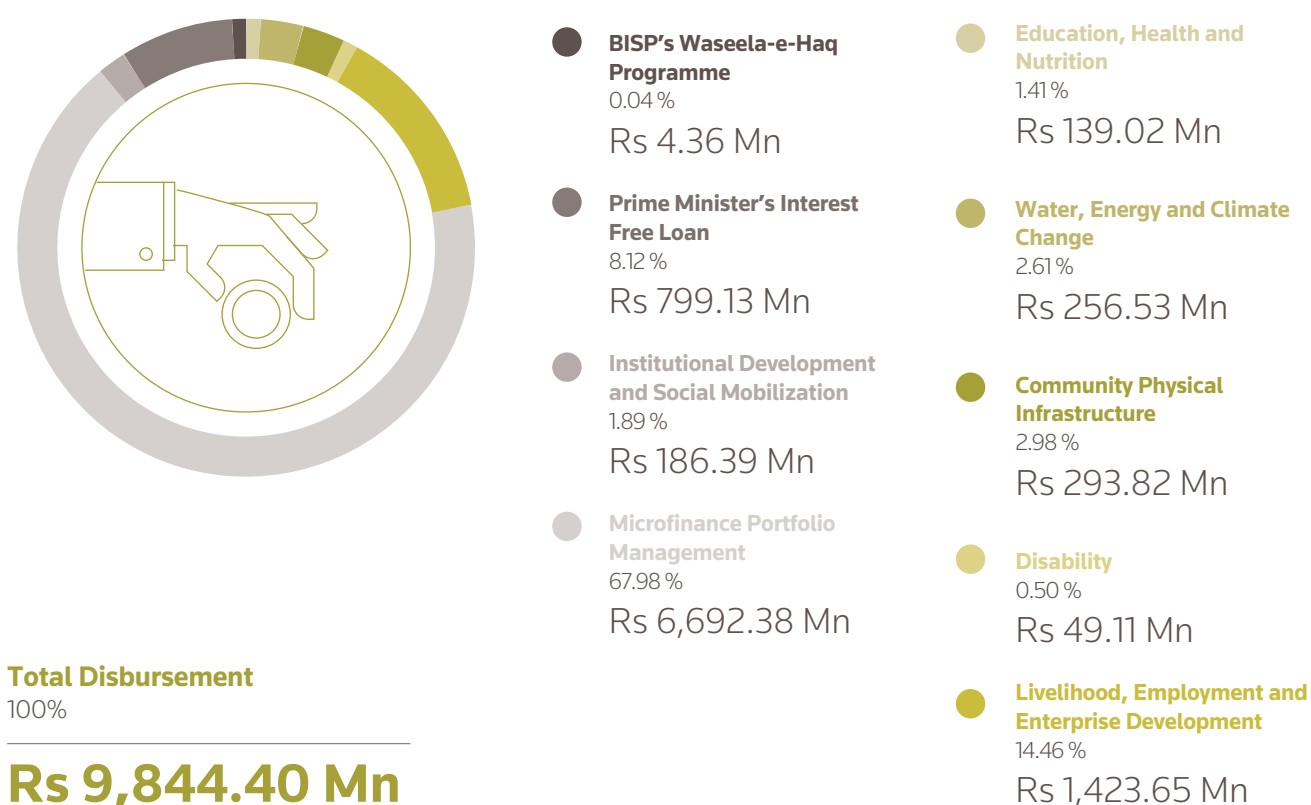 BISP’s Waseela-e-Haq
Programme
0.04 %
Rs 4.36 Mn
Prime Minister’s Interest
Free Loan
8.12 %
Rs 799.13 Mn
Institutional Development
and Social Mobilization
1.89 %
Rs 186.39 Mn
Microfinance Portfolio
Management
67.98 %
Rs 6,692.38 Mn
Education, Health and
Nutrition
1.41 %
Rs 139.02 Mn
Water, Energy and Climate
Change
2.61 %
Rs 256.53 Mn
Community Physical
Infrastructure
2.98 %
Rs 293.82 Mn
Disability
0.50 %
Rs 49.11 Mn
Livelihood, Employment and
Enterprise Development
14.46 %
Rs 1,423.65 Mn
Total Disbursement
100%
Rs 9,844.40 Mn